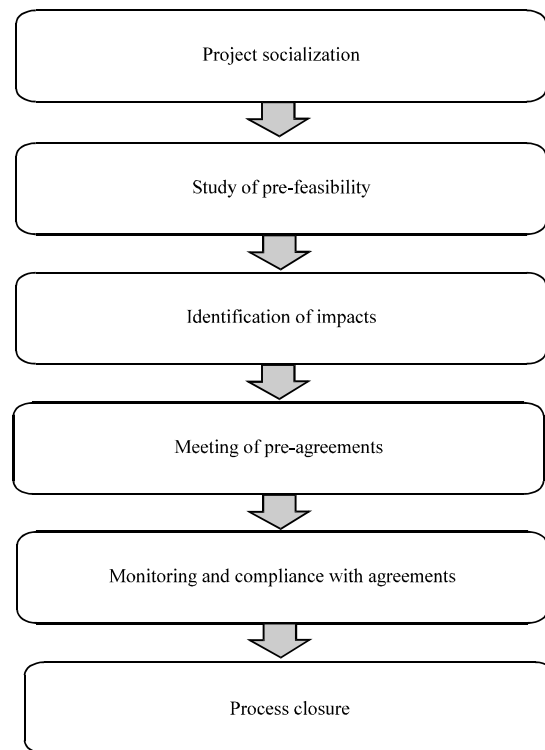 Project socialization
Study of pre-feasibility
Identification of impacts
Meeting of pre-agreements
Monitoring and compliance with agreements
Process closure